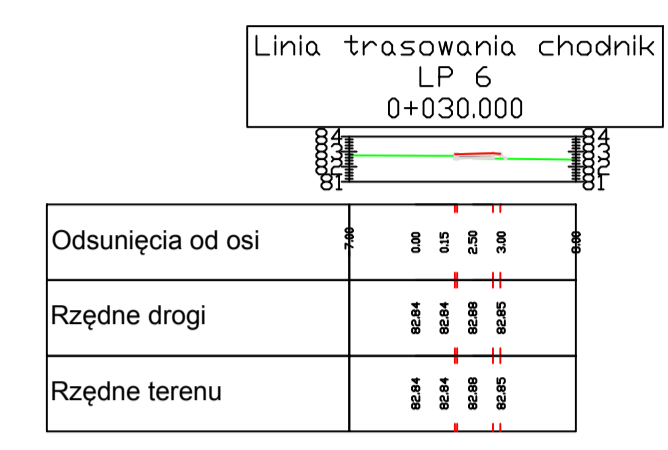 Linia trasowania chodnik
LP 6
0+030.000
84 84
83 83
82 82
81 81
Odsunięcia od osi 7.00 0.00 0.15 2.50 3.00 8.00
Rzędne drogi 82.84 82.84 82.88 82.85
Rzędne terenu 82.84 82.84 82.88 82.85